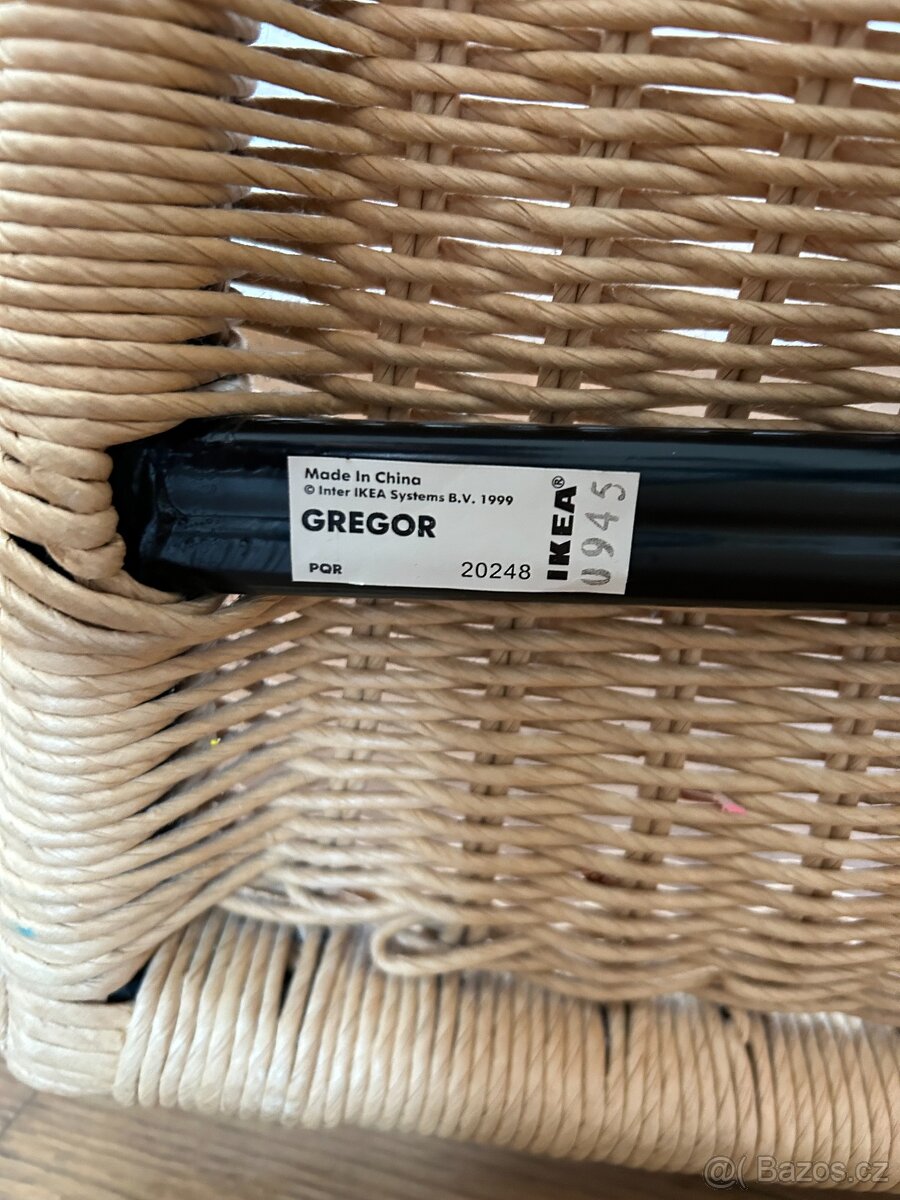 Made In China
© Inter IKEA Systems B.V. 1999
GREGOR
PQR 20248
IKEA®
0945
@( Bazos.cz